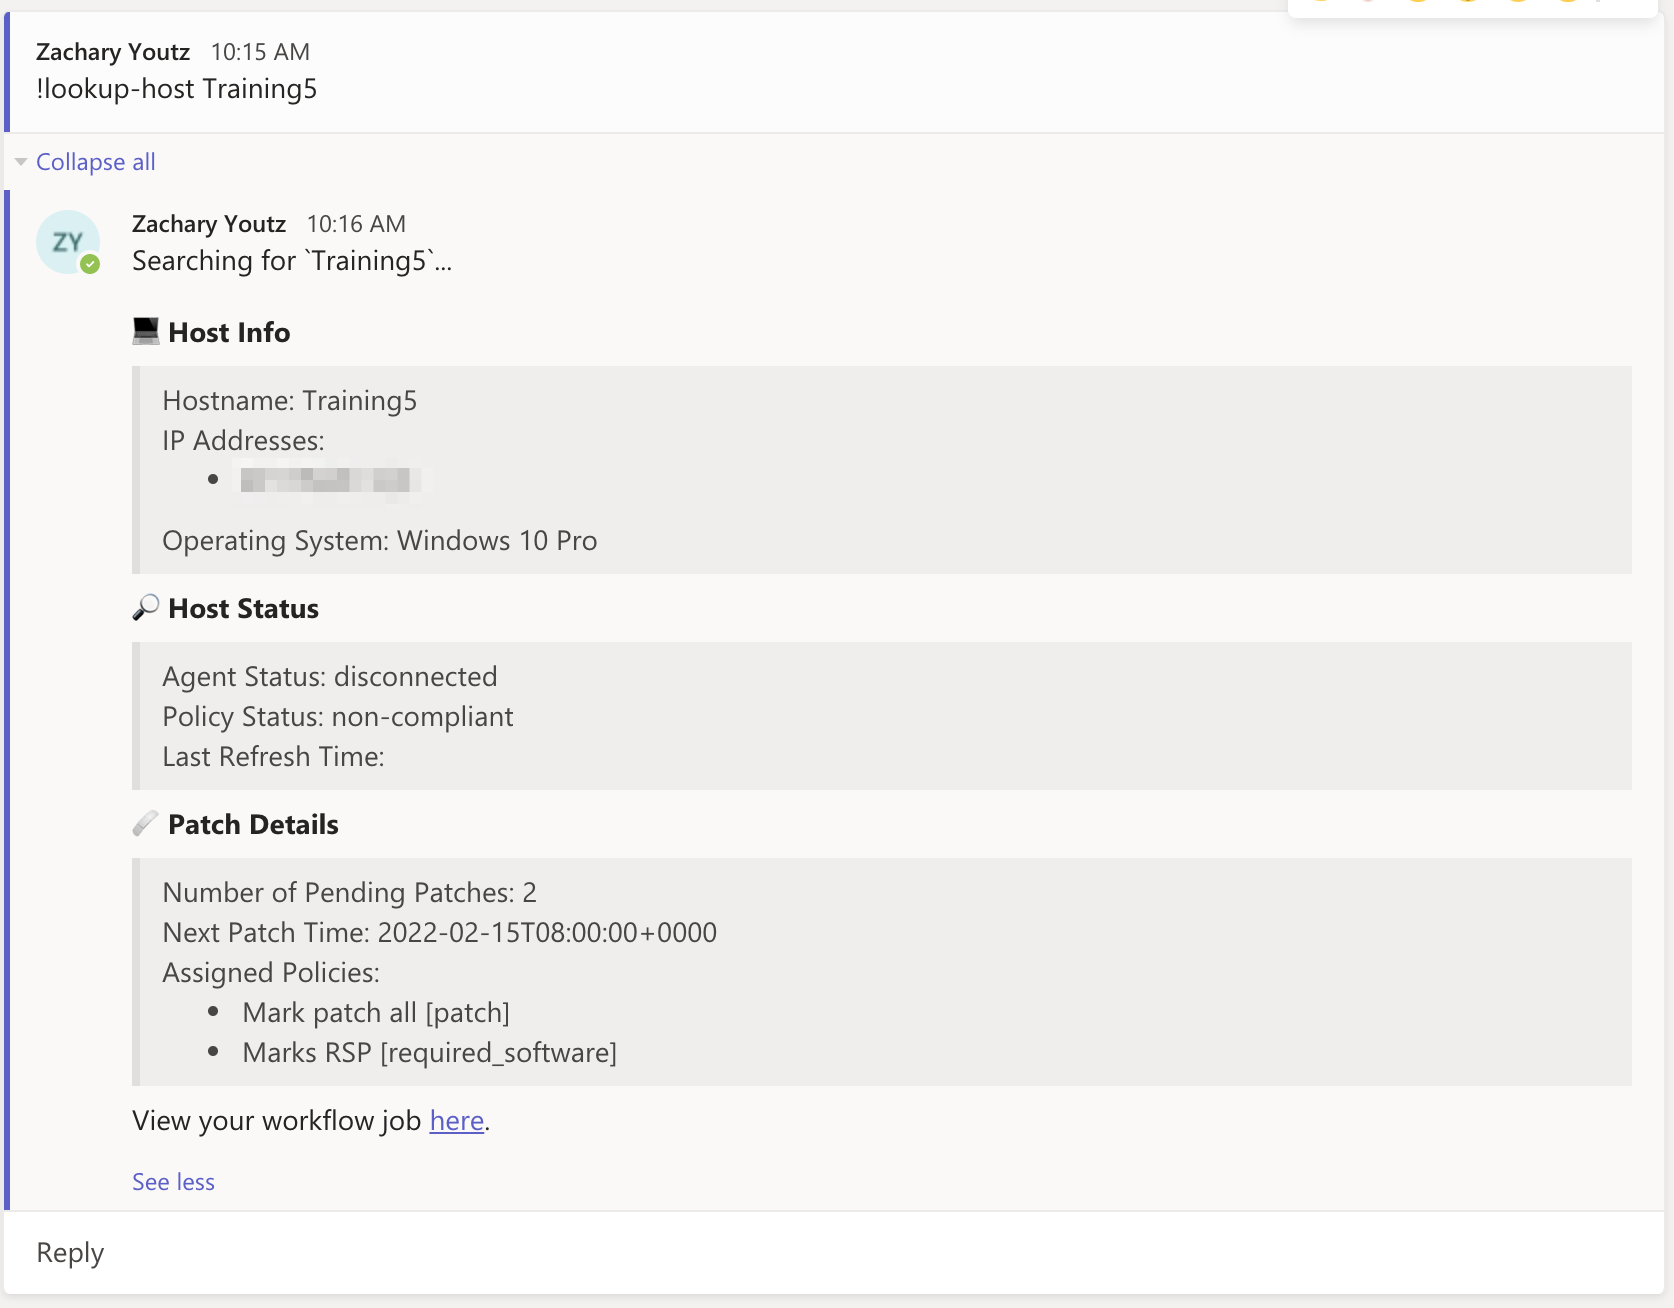 Zachary Youtz 10:15 AM
!lookup-host Training5
Collapse all
ZY
Zachary Youtz 10:16 AM
Searching for `Training5`...
Host Info
Hostname: Training5
IP Addresses:
Operating System: Windows 10 Pro
Host Status
Agent Status: disconnected
Policy Status: non-compliant
Last Refresh Time:
Patch Details
Number of Pending Patches: 2
Next Patch Time: 2022-02-15T08:00:00+0000
Assigned Policies:
• Mark patch all [patch]
• Marks RSP [required_software]
View your workflow job here.
See less
Reply